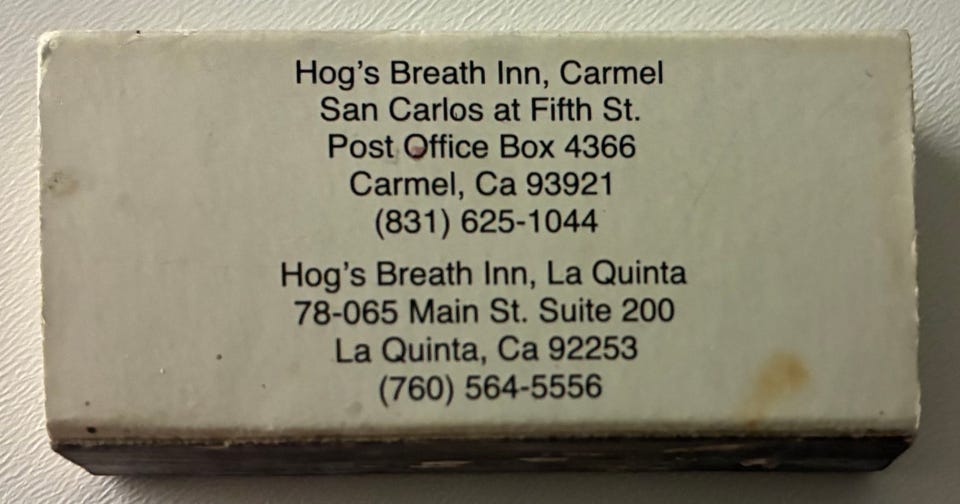 Hog's Breath Inn, Carmel
San Carlos at Fifth St.
Post Office Box 4366
Carmel, Ca 93921
(831) 625-1044
Hog's Breath Inn, La Quinta
78-065 Main St. Suite 200
La Quinta, Ca 92253
(760) 564-5556